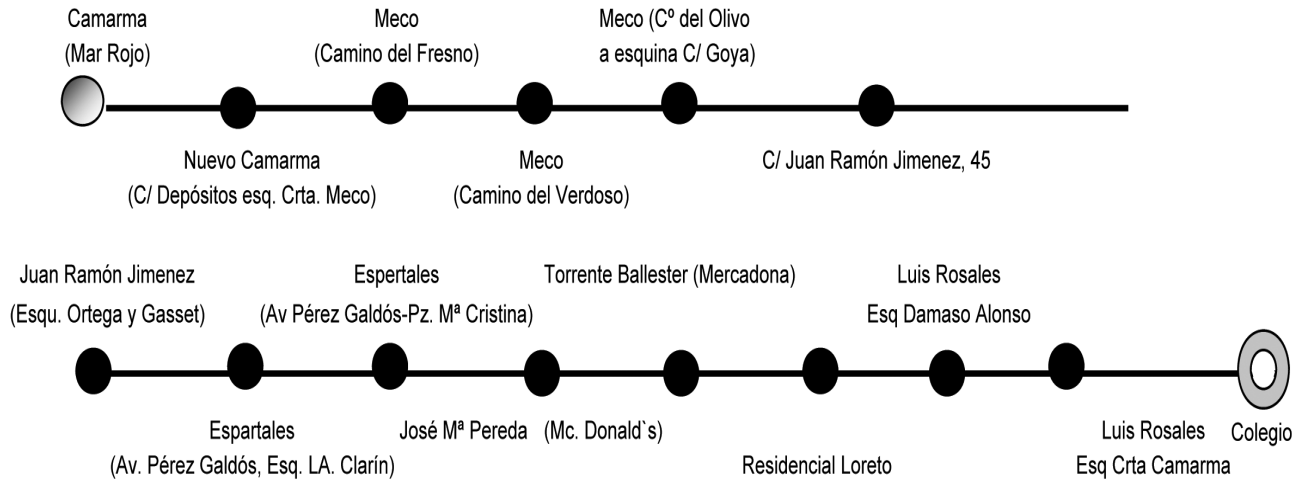 Camarma
(Mar Rojo)
Meco
(Camino del Fresno)
Meco (Cº del Olivo
a esquina C/ Goya)
Nuevo Camarma
(C/ Depósitos esq. Crta. Meco)
Meco
(Camino del Verdoso)
C/ Juan Ramón Jimenez, 45
Juan Ramón Jimenez
(Esqu. Ortega y Gasset)
Espertales
(Av Pérez Galdós-Pz. Mª Cristina)
Torrente Ballester (Mercadona)
Luis Rosales
Esq Damaso Alonso
Espartales
(Av. Pérez Galdós, Esq. LA. Clarín)
José Mª Pereda (Mc. Donald`s)
Residencial Loreto
Luis Rosales
Esq Crta Camarma
Colegio